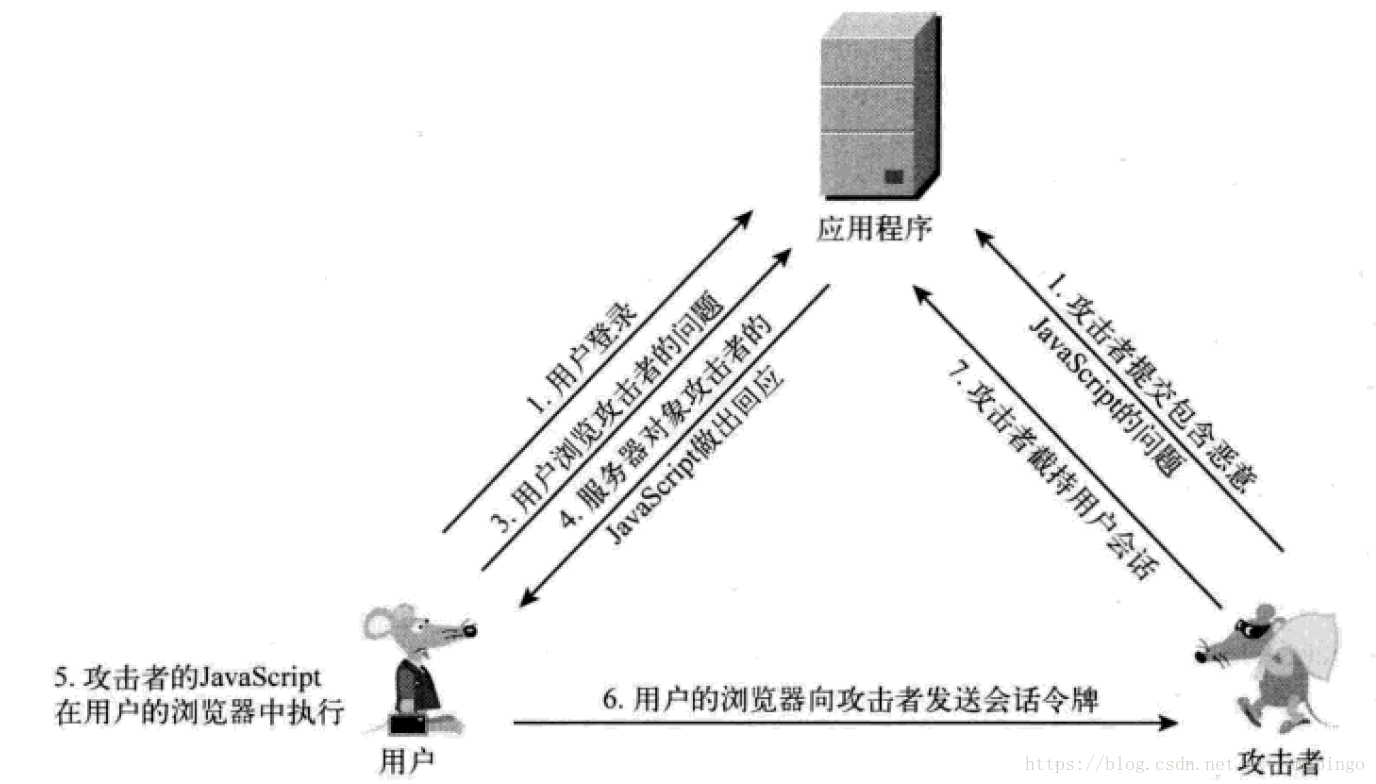 应用程序
1. 用户登录
3. 用户浏览攻击者的问题
4. 服务器对象攻击者的
JavaScript做出回应
1. 攻击者提交包含恶意
JavaScript的问题
7. 攻击者截持用户会话
5. 攻击者的JavaScript
在用户的浏览器中执行
6. 用户的浏览器向攻击者发送会话令牌
用户
攻击者
https://blog.csdn.net/